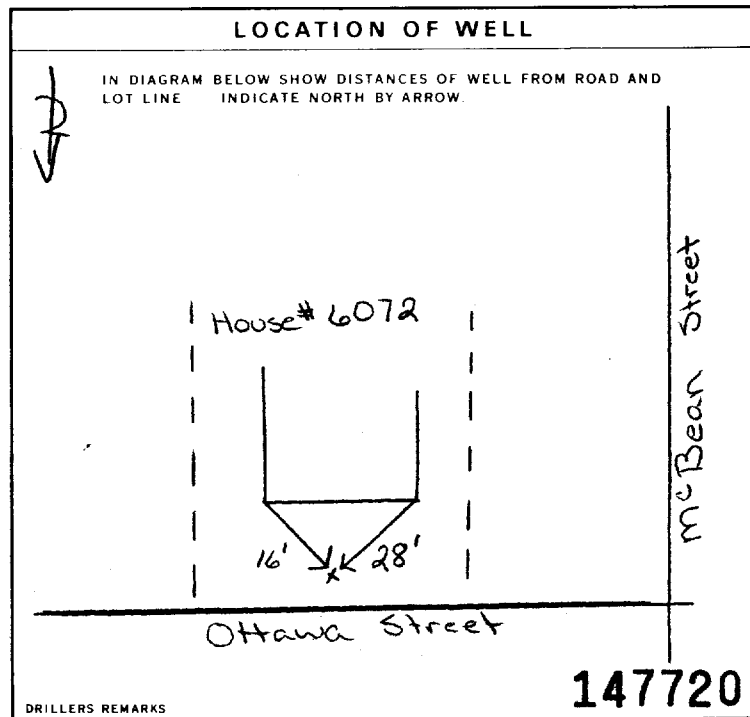 LOCATION OF WELL
IN DIAGRAM BELOW SHOW DISTANCES OF WELL FROM ROAD AND
LOT LINE INDICATE NORTH BY ARROW.
House# 6072
McBean Street
16' x 28'
Ottawa Street
147720
DRILLERS REMARKS